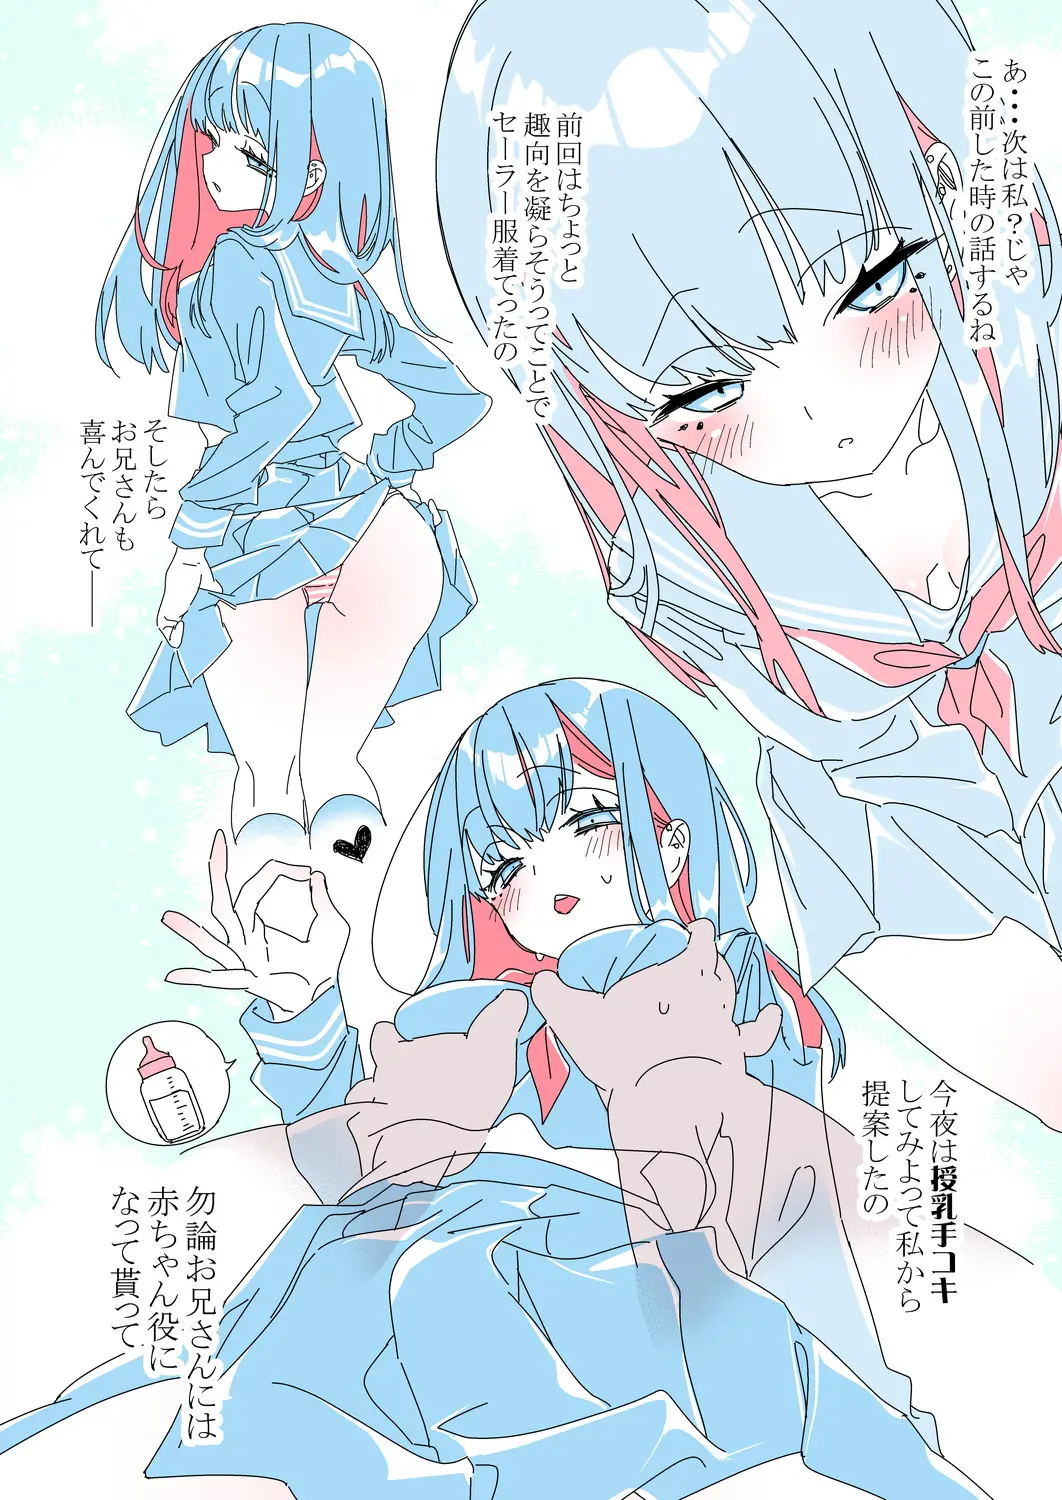 あ・・・次は私？じゃ
この前した時の話するね
前回はちょっと
趣向を凝らそうってことで
セーラー服着てったの
そしたら
お兄さんも
喜んでくれて――
今夜は授乳手コキ
してみよって私から
提案したの
勿論お兄さんには
赤ちゃん役に
なって貰って